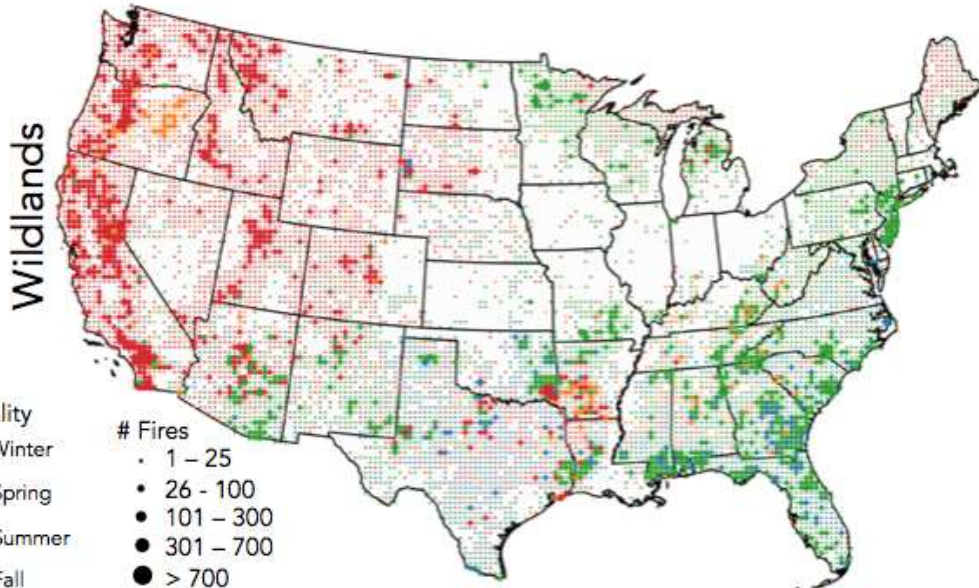 Wildlands
lity
Winter
Spring
Summer
Fall
# Fires
1 – 25
26 - 100
101 – 300
301 – 700
> 700